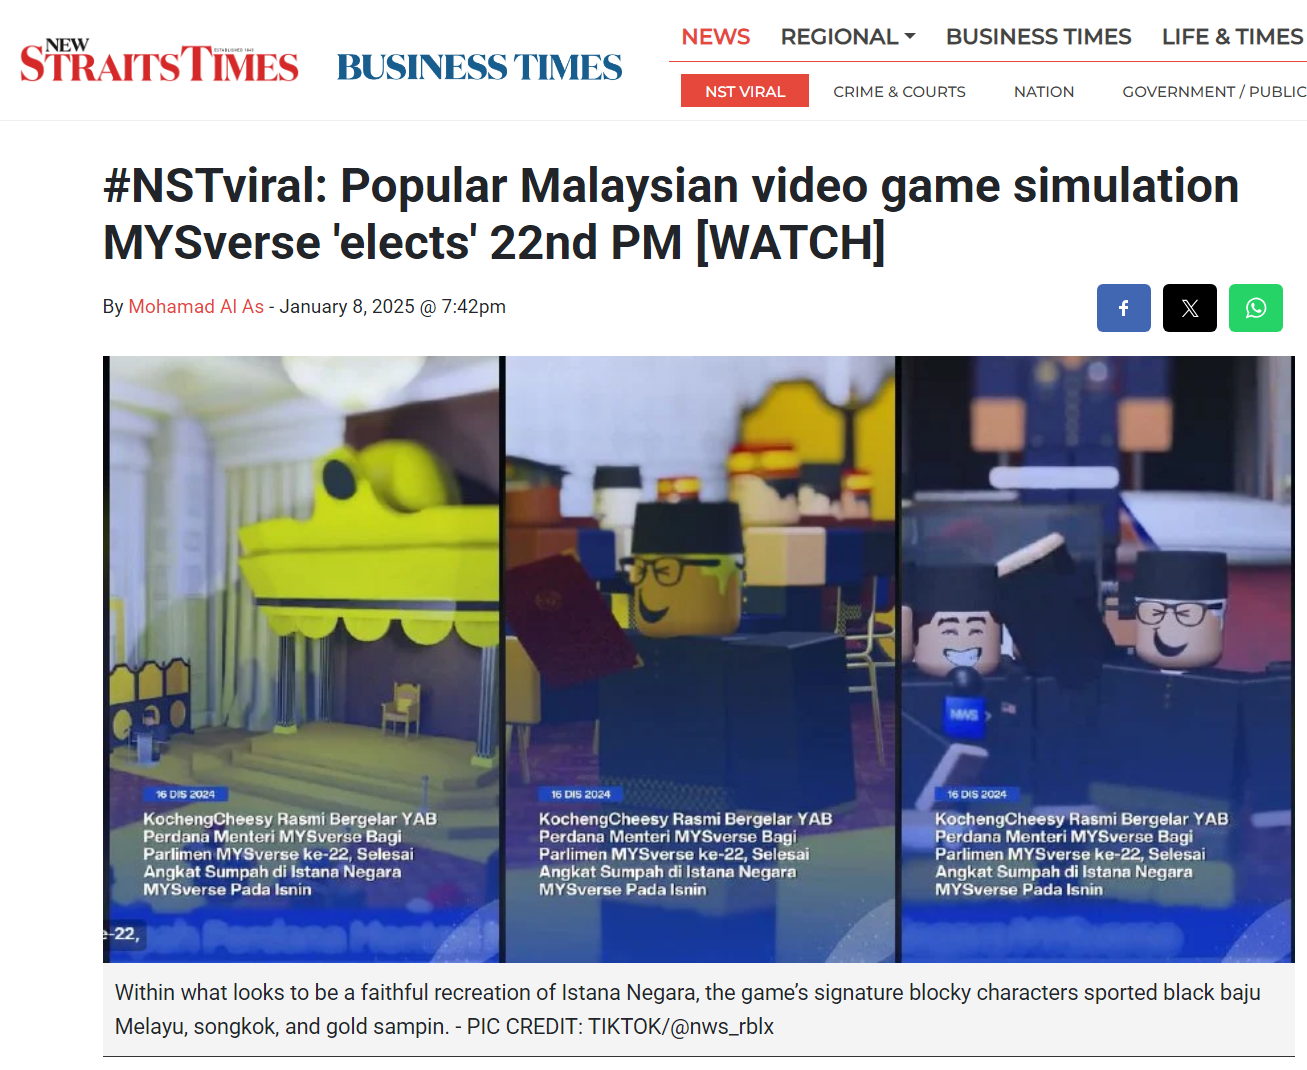 NEW
STRAITS TIMES
ESTABLISHED 1845
BUSINESS TIMES
NEWS REGIONAL BUSINESS TIMES LIFE & TIMES
NST VIRAL CRIME & COURTS NATION GOVERNMENT / PUBLIC
#NSTviral: Popular Malaysian video game simulation
MYSverse 'elects' 22nd PM [WATCH]
By Mohamad Al As - January 8, 2025 @ 7:42pm
16 DIS 2024
KochengCheesy Rasmi Bergelar YAB
Perdana Menteri MYSverse Bagi
Parlimen MYSverse ke-22, Selesai
Angkat Sumpah di Istana Negara
MYSverse Pada Isnin
e-22,
16 DIS 2024
KochengCheesy Rasmi Bergelar YAB
Perdana Menteri MYSverse Bagi
Parlimen MYSverse ke-22, Selesai
Angkat Sumpah di Istana Negara
MYSverse Pada Isnin
NWS
16 DIS 2024
KochengCheesy Rasmi Bergelar YAB
Perdana Menteri MYSverse Bagi
Parlimen MYSverse ke-22, Selesai
Angkat Sumpah di Istana Negara
MYSverse Pada Isnin
Within what looks to be a faithful recreation of Istana Negara, the game’s signature blocky characters sported black baju
Melayu, songkok, and gold sampin. - PIC CREDIT: TIKTOK/@nws_rblx